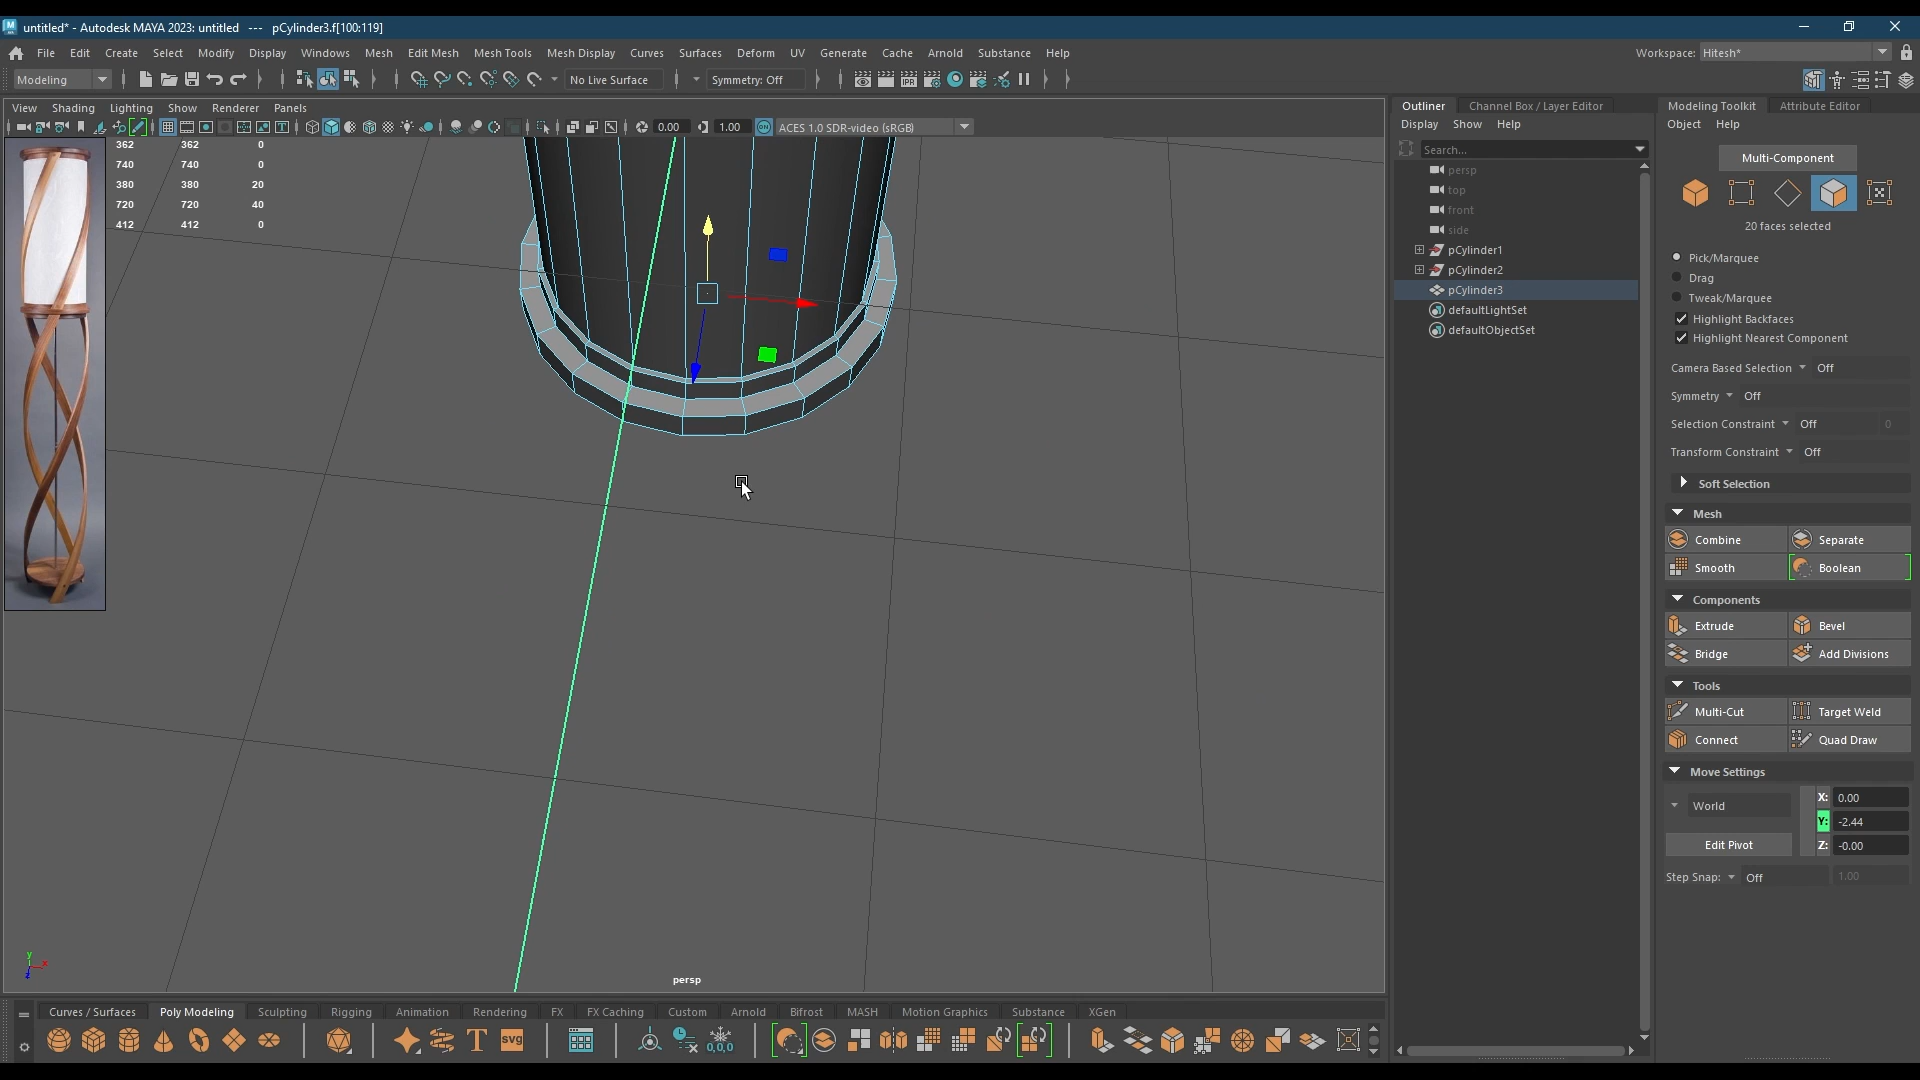 untitled* - Autodesk MAYA 2023: untitled --- pCylinder3.f[100:119]
File Edit Create Select Modify Display Windows Mesh Edit Mesh Mesh Tools Mesh Display Curves Surfaces Deform UV Generate Cache Arnold Substance Help
Workspace: Hitesh*
Modeling No Live Surface Symmetry: Off IPR
View Shading Lighting Show Renderer Panels
0.00 1.00 ON ACES 1.0 SDR-video (sRGB)
362 362 0
740 740 0
380 380 20
720 720 40
412 412 0
persp
y x z
Outliner Channel Box / Layer Editor
Display Show Help
Search...
persp
top
front
side
pCylinder1
pCylinder2
pCylinder3
defaultLightSet
defaultObjectSet
Modeling Toolkit Attribute Editor
Object Help
Multi-Component
20 faces selected
Pick/Marquee
Drag
Tweak/Marquee
Highlight Backfaces
Highlight Nearest Component
Camera Based Selection Off
Symmetry Off
Selection Constraint Off 0
Transform Constraint Off
Soft Selection
Mesh
Combine Separate
Smooth Boolean
Components
Extrude Bevel
Bridge Add Divisions
Tools
Multi-Cut Target Weld
Connect Quad Draw
Move Settings
World
X: 0.00
Y: -2.44
Edit Pivot
Z: -0.00
Step Snap: Off 1.00
Curves / Surfaces Poly Modeling Sculpting Rigging Animation Rendering FX FX Caching Custom Arnold Bifrost MASH Motion Graphics Substance XGen
T svg 0,0,0